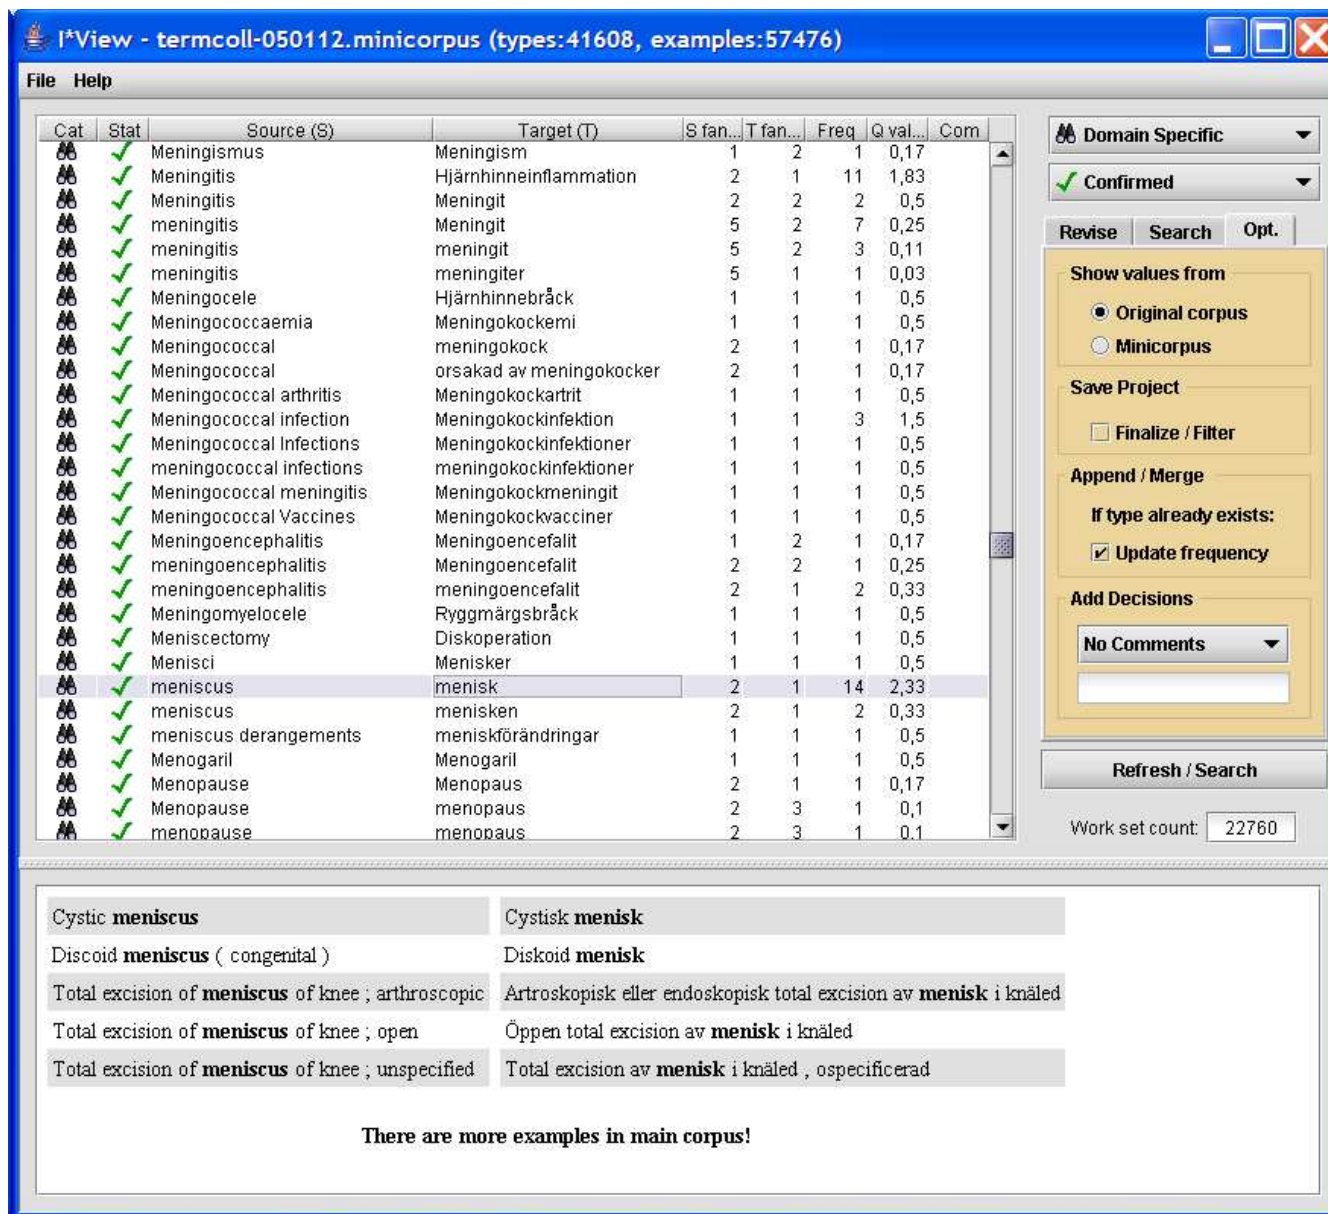 I*View - termcoll-050112.minicorpus (types:41608, examples:57476)
File Help
Cat Stat Source (S) Target (T) S fan... T fan... Freq Q val... Com
Meningismus Meningism 1 2 1 0,17
Meningitis Hjärnhinneinflammation 2 1 11 1,83
Meningitis Meningit 2 2 2 0,5
meningitis Meningit 5 2 7 0,25
meningitis meningit 5 2 3 0,11
meningitis meningiter 5 1 1 0,03
Meningocele Hjärnhinnebråck 1 1 1 0,5
Meningococcaemia Meningokockemi 1 1 1 0,5
Meningococcal meningokock 2 1 1 0,17
Meningococcal orsakad av meningokocker 2 1 1 0,17
Meningococcal arthritis Meningokockartrit 1 1 1 0,5
Meningococcal infection Meningokockinfektion 1 1 3 1,5
Meningococcal Infections Meningokockinfektioner 1 1 1 0,5
meningococcal infections meningokockinfektioner 1 1 1 0,5
Meningococcal meningitis Meningokockmeningit 1 1 1 0,5
Meningococcal Vaccines Meningokockvacciner 1 1 1 0,5
Meningoencephalitis Meningoencefalit 1 2 1 0,17
meningoencephalitis Meningoencefalit 2 2 1 0,25
meningoencephalitis meningoencefalit 2 1 2 0,33
Meningomyelocele Ryggmärgsbråck 1 1 1 0,5
Meniscectomy Diskoperation 1 1 1 0,5
Menisci Menisker 1 1 1 0,5
meniscus menisk 2 1 14 2,33
meniscus menisken 2 1 2 0,33
meniscus derangements meniskförändringar 1 1 1 0,5
Menogaril Menogaril 1 1 1 0,5
Menopause Menopaus 2 1 1 0,17
Menopause menopaus 2 3 1 0,1
menopause menopaus 2 3 1 0,1
Domain Specific
Confirmed
Revise Search Opt.
Show values from
Original corpus
Minicorpus
Save Project
Finalize / Filter
Append / Merge
If type already exists:
Update frequency
Add Decisions
No Comments
Refresh / Search
Work set count: 22760
Cystic meniscus Cystisk menisk
Discoid meniscus ( congenital ) Diskoid menisk
Total excision of meniscus of knee ; arthroscopic Artroskopisk eller endoskopisk total excision av menisk i knäled
Total excision of meniscus of knee ; open Öppen total excision av menisk i knäled
Total excision of meniscus of knee ; unspecified Total excision av menisk i knäled , ospecificerad
There are more examples in main corpus!